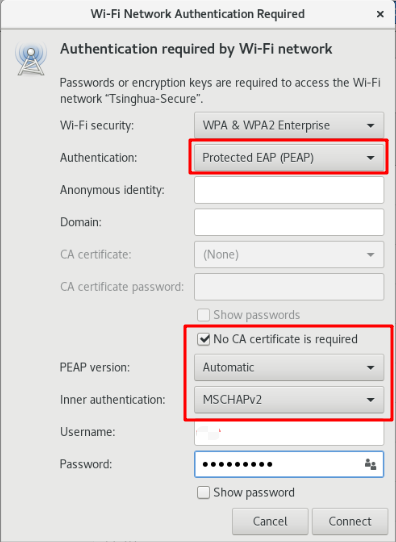 Wi-Fi Network Authentication Required
Authentication required by Wi-Fi network
Passwords or encryption keys are required to access the Wi-Fi
network “Tsinghua-Secure”.
Wi-Fi security: WPA & WPA2 Enterprise
Authentication: Protected EAP (PEAP)
Anonymous identity:
Domain:
CA certificate: (None)
CA certificate password:
Show passwords
No CA certificate is required
PEAP version: Automatic
Inner authentication: MSCHAPv2
Username:
Password: •••••••••
Show password
Cancel Connect